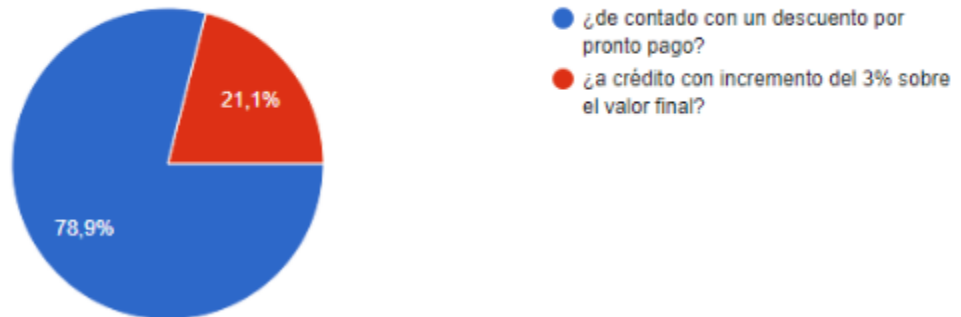 ¿de contado con un descuento por
pronto pago?
¿a crédito con incremento del 3% sobre
el valor final?
21,1%
78,9%